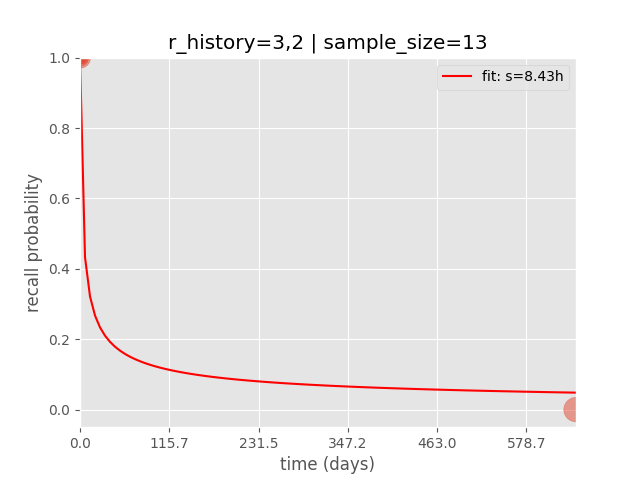 r_history=3,2 | sample_size=13
fit: s=8.43h
recall probability
1.0
0.8
0.6
0.4
0.2
0.0
0.0 115.7 231.5 347.2 463.0 578.7
time (days)